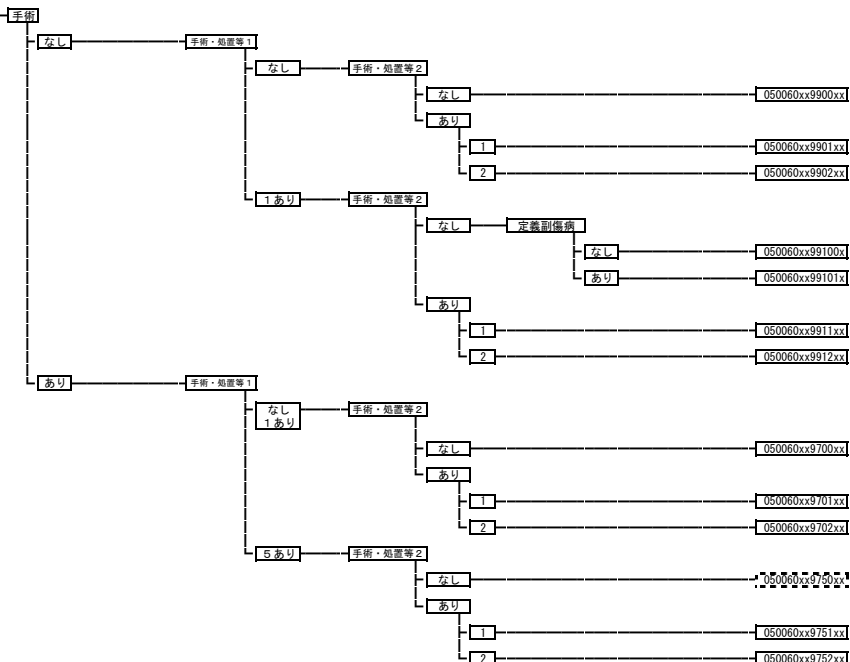 手術
なし 手術・処置等1
なし 手術・処置等2
なし 050060xx9900xx
あり
1 050060xx9901xx
2 050060xx9902xx
1あり 手術・処置等2
なし 定義副傷病
なし 050060xx99100x
あり 050060xx99101x
あり
1 050060xx9911xx
2 050060xx9912xx
あり 手術・処置等1
なし 手術・処置等2
1あり
なし 050060xx9700xx
あり
1 050060xx9701xx
2 050060xx9702xx
5あり 手術・処置等2
なし 050060xx9750xx
あり
1 050060xx9751xx
2 050060xx9752xx